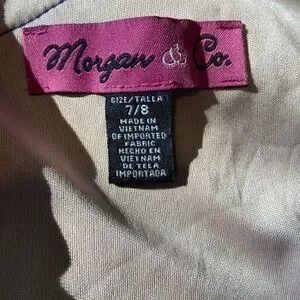 Morgan & Co.
SIZE/TALLA
7/8
MADE IN
VIETNAM
OF IMPORTED
FABRIC
HECHO EN
VIETNAM
DE TELA
IMPORTADA